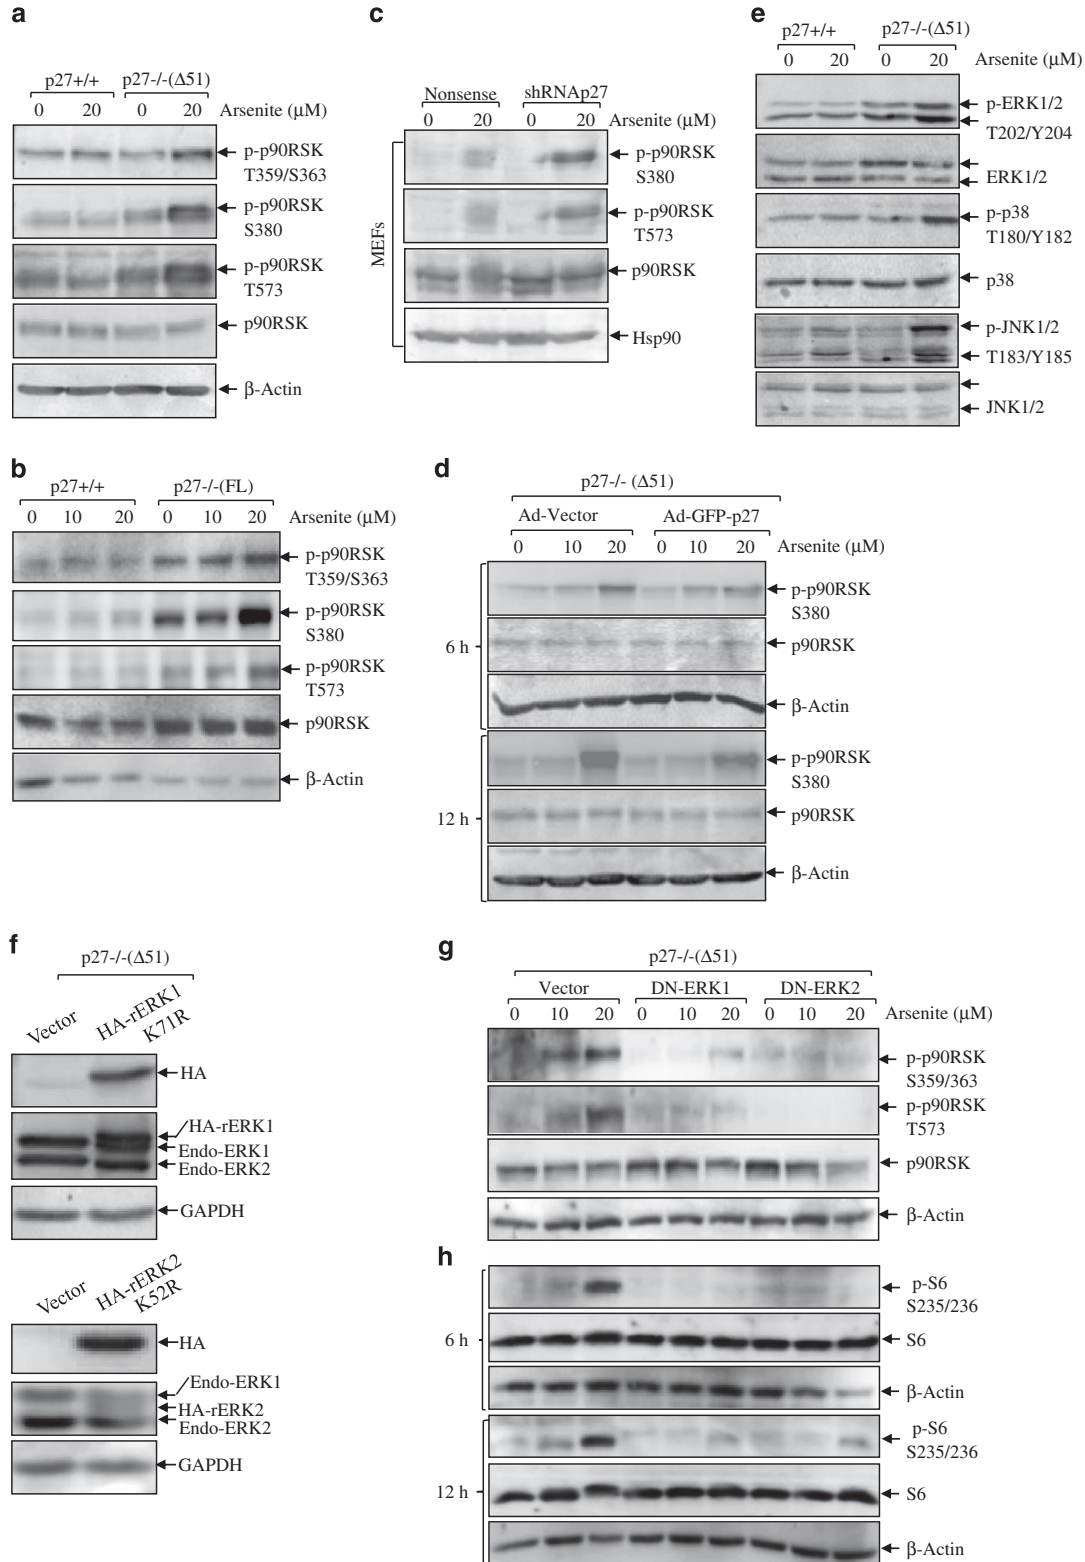 a
p27+/+ p27-/-(Δ51)
0 20 0 20 Arsenite (µM)
p-p90RSK
T359/S363
p-p90RSK
S380
p-p90RSK
T573
p90RSK
β-Actin
b
p27+/+ p27-/-(FL)
0 10 20 0 10 20 Arsenite (µM)
p-p90RSK
T359/S363
p-p90RSK
S380
p-p90RSK
T573
p90RSK
β-Actin
c
Nonsense shRNAp27
0 20 0 20 Arsenite (µM)
MEFs
p-p90RSK
S380
p-p90RSK
T573
p90RSK
Hsp90
d
p27-/- (Δ51)
Ad-Vector Ad-GFP-p27
0 10 20 0 10 20 Arsenite (µM)
6 h
p-p90RSK
S380
p90RSK
β-Actin
12 h
p-p90RSK
S380
p90RSK
β-Actin
e
p27+/+ p27-/-(Δ51)
0 20 0 20 Arsenite (µM)
p-ERK1/2
T202/Y204
ERK1/2
p-p38
T180/Y182
p38
p-JNK1/2
T183/Y185
JNK1/2
f
p27-/-(Δ51)
Vector HA-rERK1
K71R
HA
HA-rERK1
Endo-ERK1
Endo-ERK2
GAPDH
Vector HA-rERK2
K52R
HA
Endo-ERK1
HA-rERK2
Endo-ERK2
GAPDH
g
p27-/-(Δ51)
Vector DN-ERK1 DN-ERK2
0 10 20 0 10 20 0 10 20 Arsenite (µM)
p-p90RSK
S359/363
p-p90RSK
T573
p90RSK
β-Actin
h
6 h
p-S6
S235/236
S6
β-Actin
12 h
p-S6
S235/236
S6
β-Actin